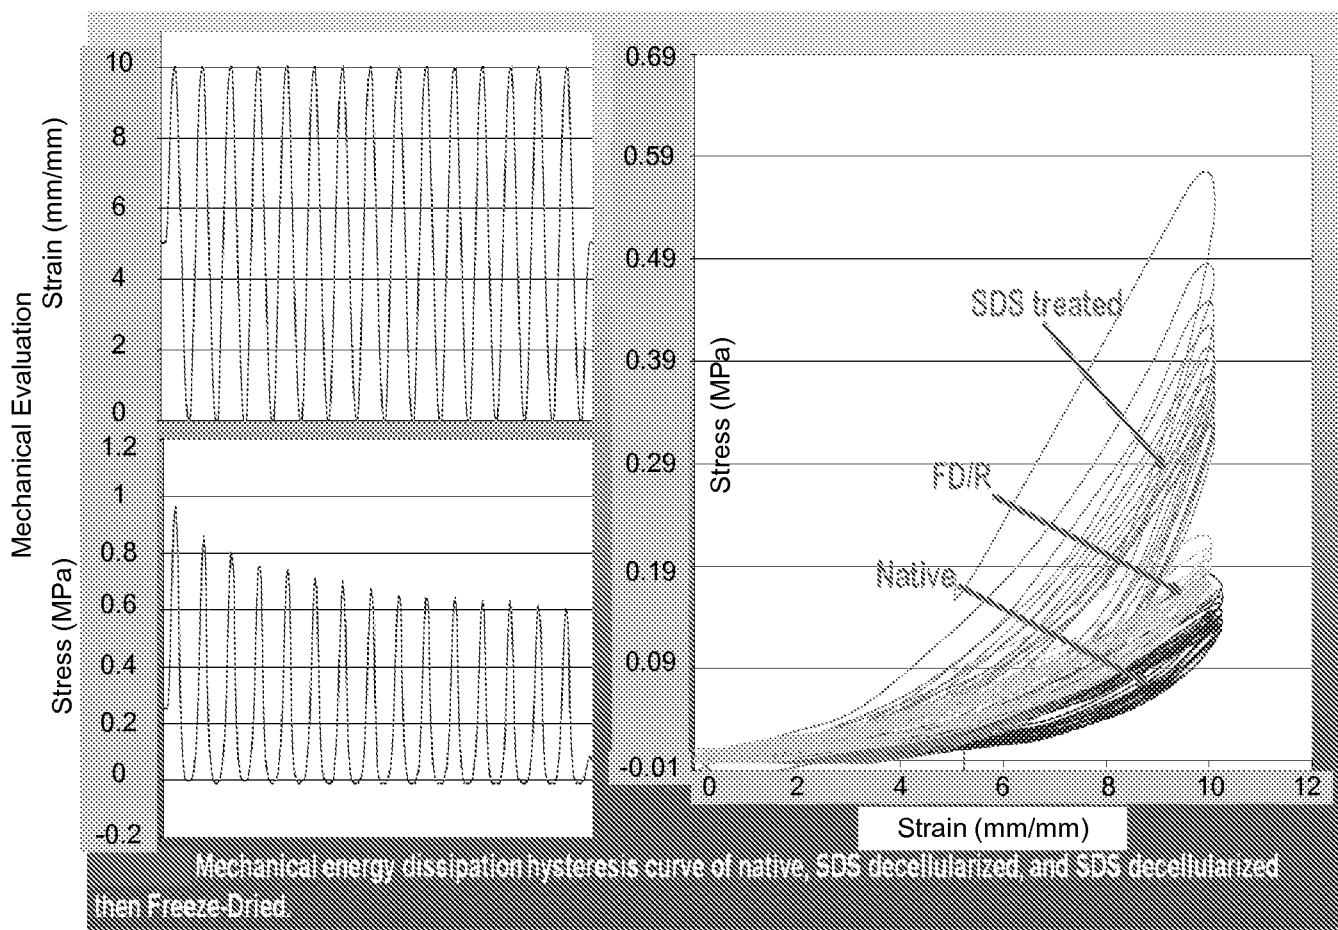 Mechanical Evaluation
Strain (mm/mm)
10
8
6
4
2
0
Stress (MPa)
1.2
1
0.8
0.6
0.4
0.2
0
-0.2
Stress (MPa)
0.69
0.59
0.49
0.39
0.29
0.19
0.09
-0.01
SDS treated
FD/R
Native
0 2 4 6 8 10 12
Strain (mm/mm)
Mechanical energy dissipation hysteresis curve of native, SDS decellularized, and SDS decellularized
then Freeze-Dried.